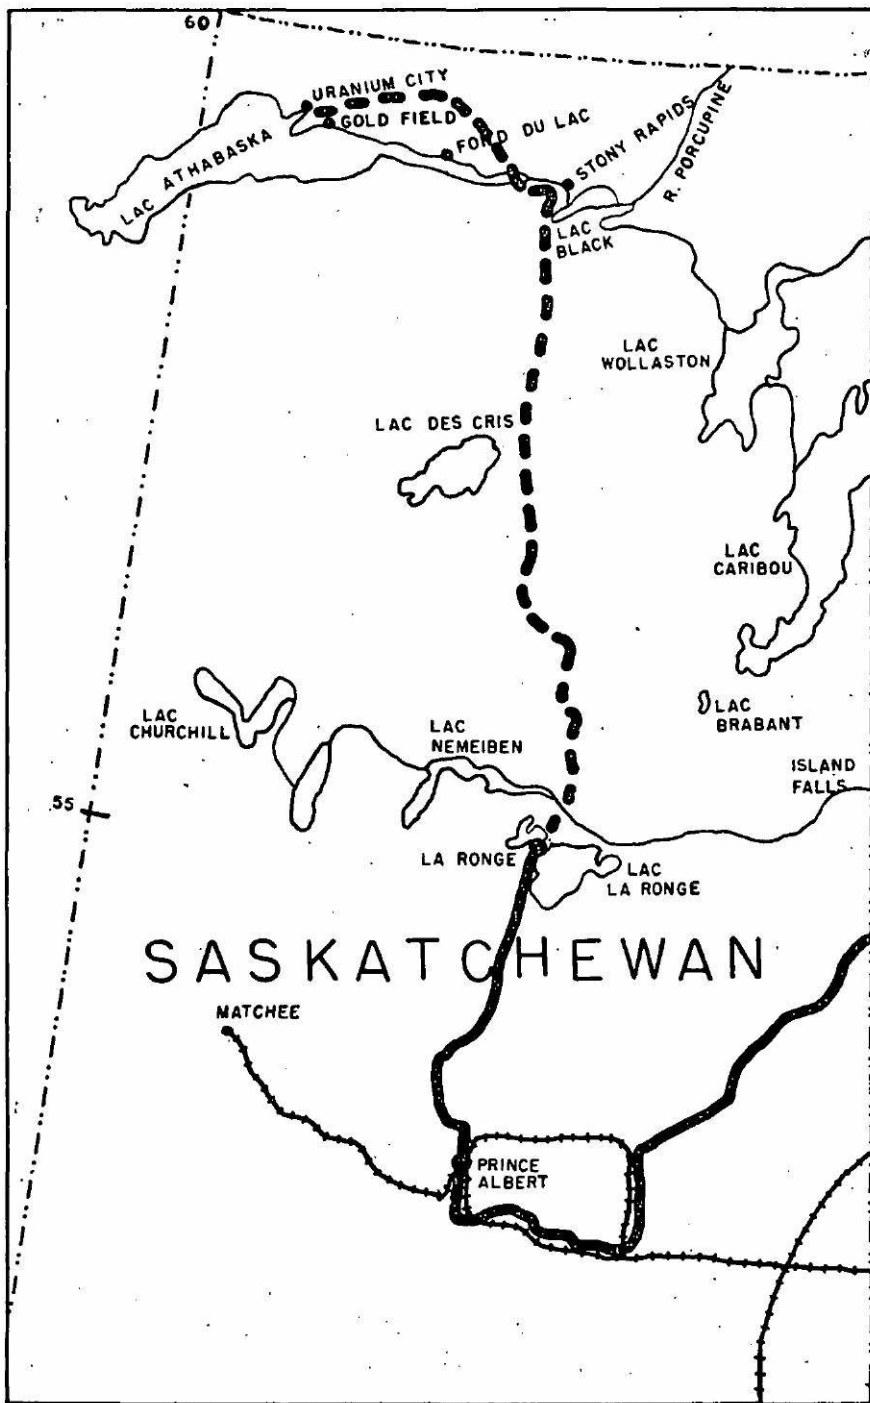 60
URANIUM CITY
GOLD FIELD
FOND DU LAC
STONY RAPIDS
R. PORCUPINE
LAC ATHABASKA
LAC
BLACK
LAC
WOLLASTON
LAC DES CRIS
LAC
CARIBOU
LAC
BRABANT
LAC
CHURCHILL
LAC
NEMEIBEN
ISLAND
FALLS
55
LA RONGE
LAC
LA RONGE
SASKATCHEWAN
MATCHEE
PRINCE
ALBERT